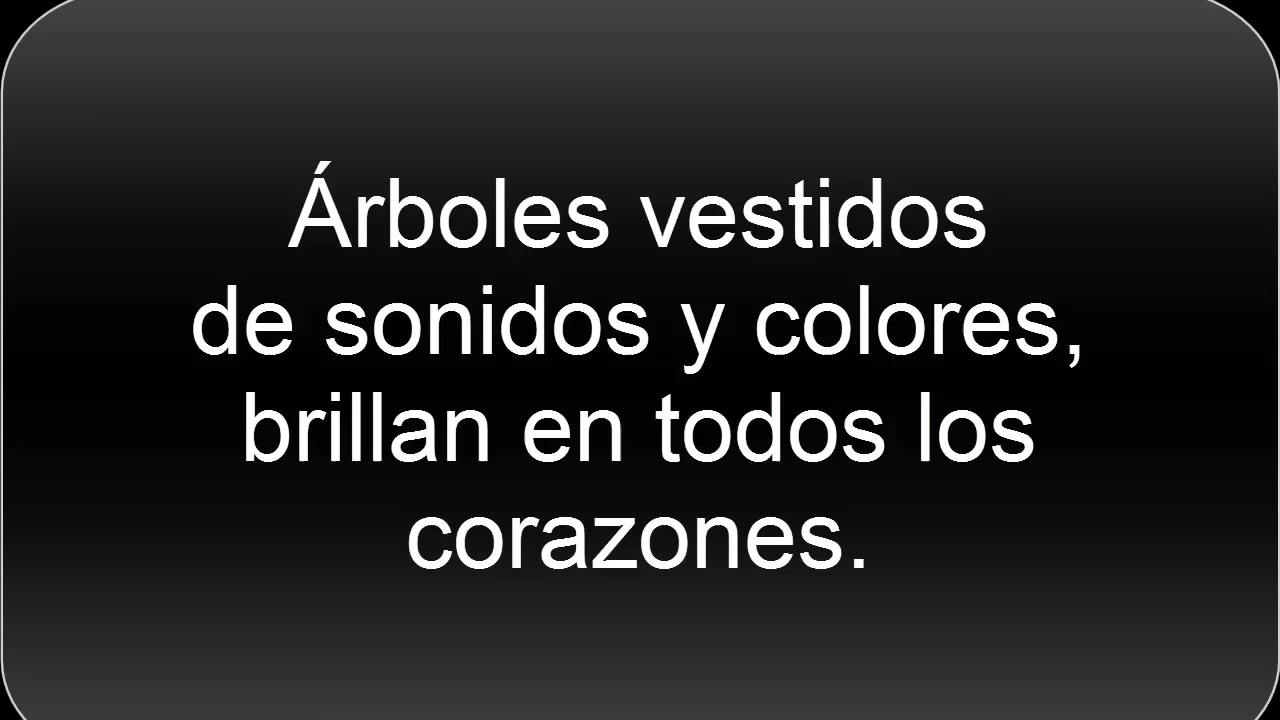 Árboles vestidos
de sonidos y colores,
brillan en todos los
corazones.